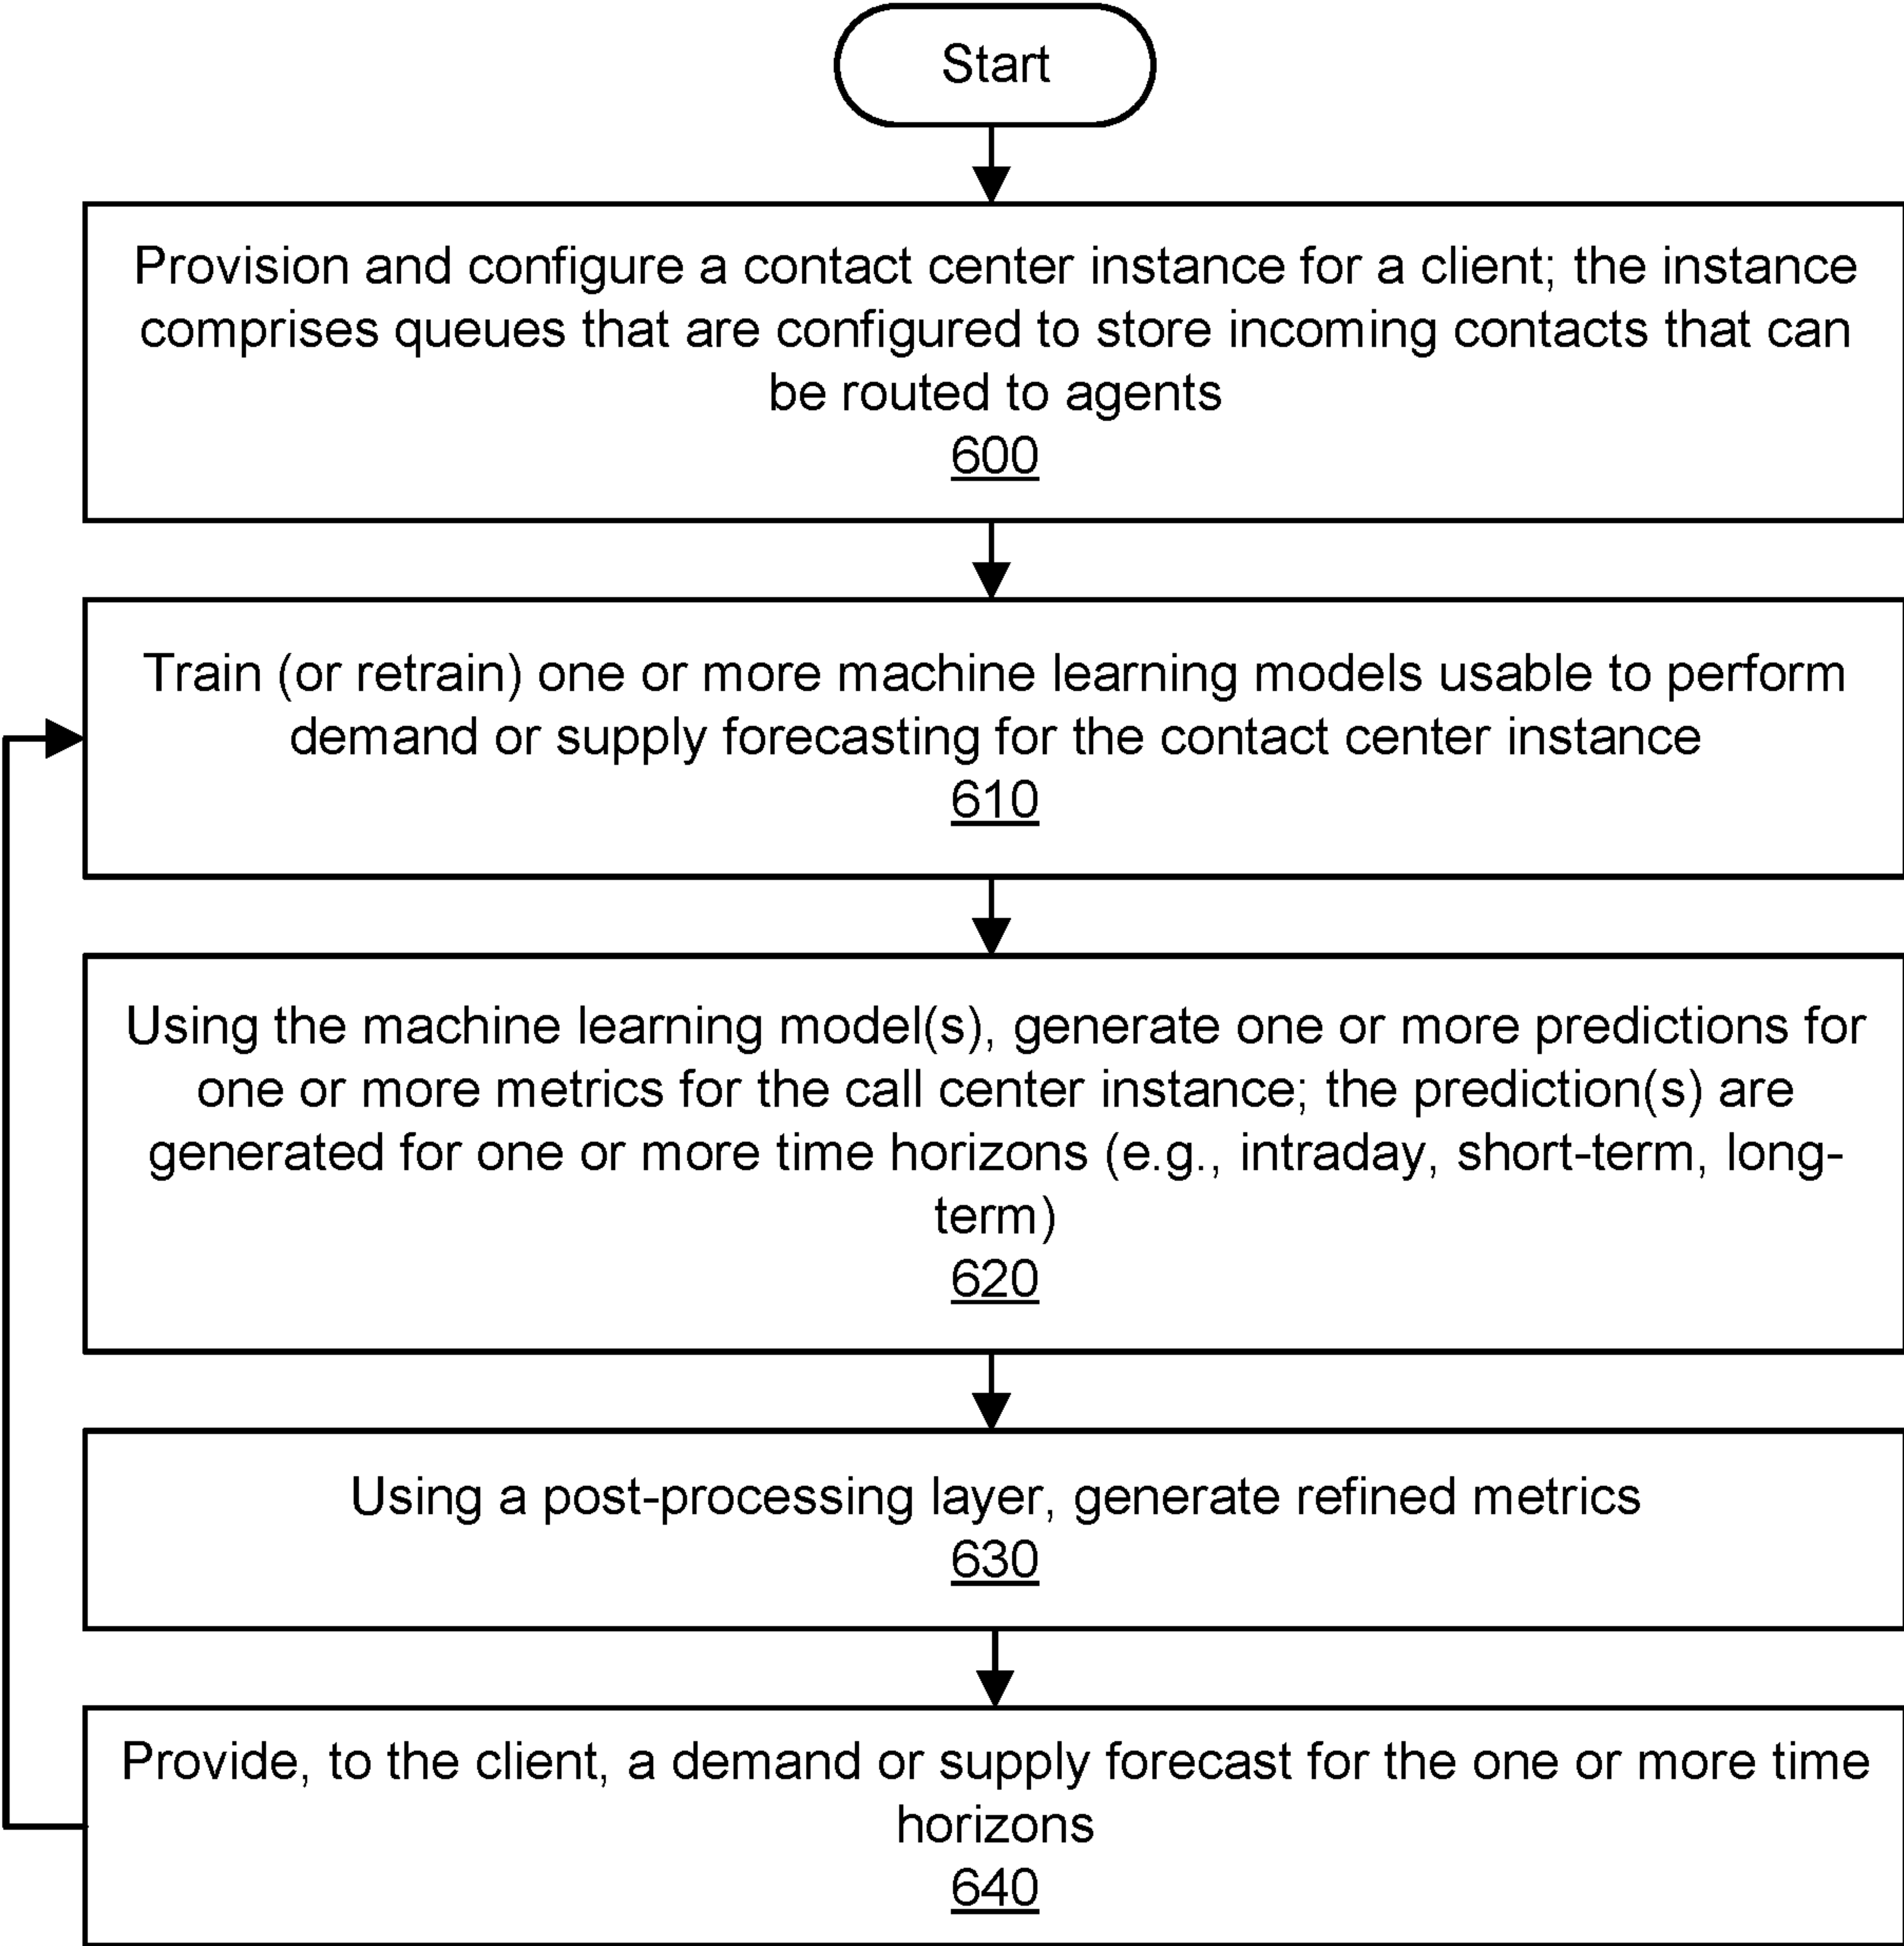 Start
Provision and configure a contact center instance for a client; the instance
comprises queues that are configured to store incoming contacts that can
be routed to agents
600
Train (or retrain) one or more machine learning models usable to perform
demand or supply forecasting for the contact center instance
610
Using the machine learning model(s), generate one or more predictions for
one or more metrics for the call center instance; the prediction(s) are
generated for one or more time horizons (e.g., intraday, short-term, long-
term)
620
Using a post-processing layer, generate refined metrics
630
Provide, to the client, a demand or supply forecast for the one or more time
horizons
640